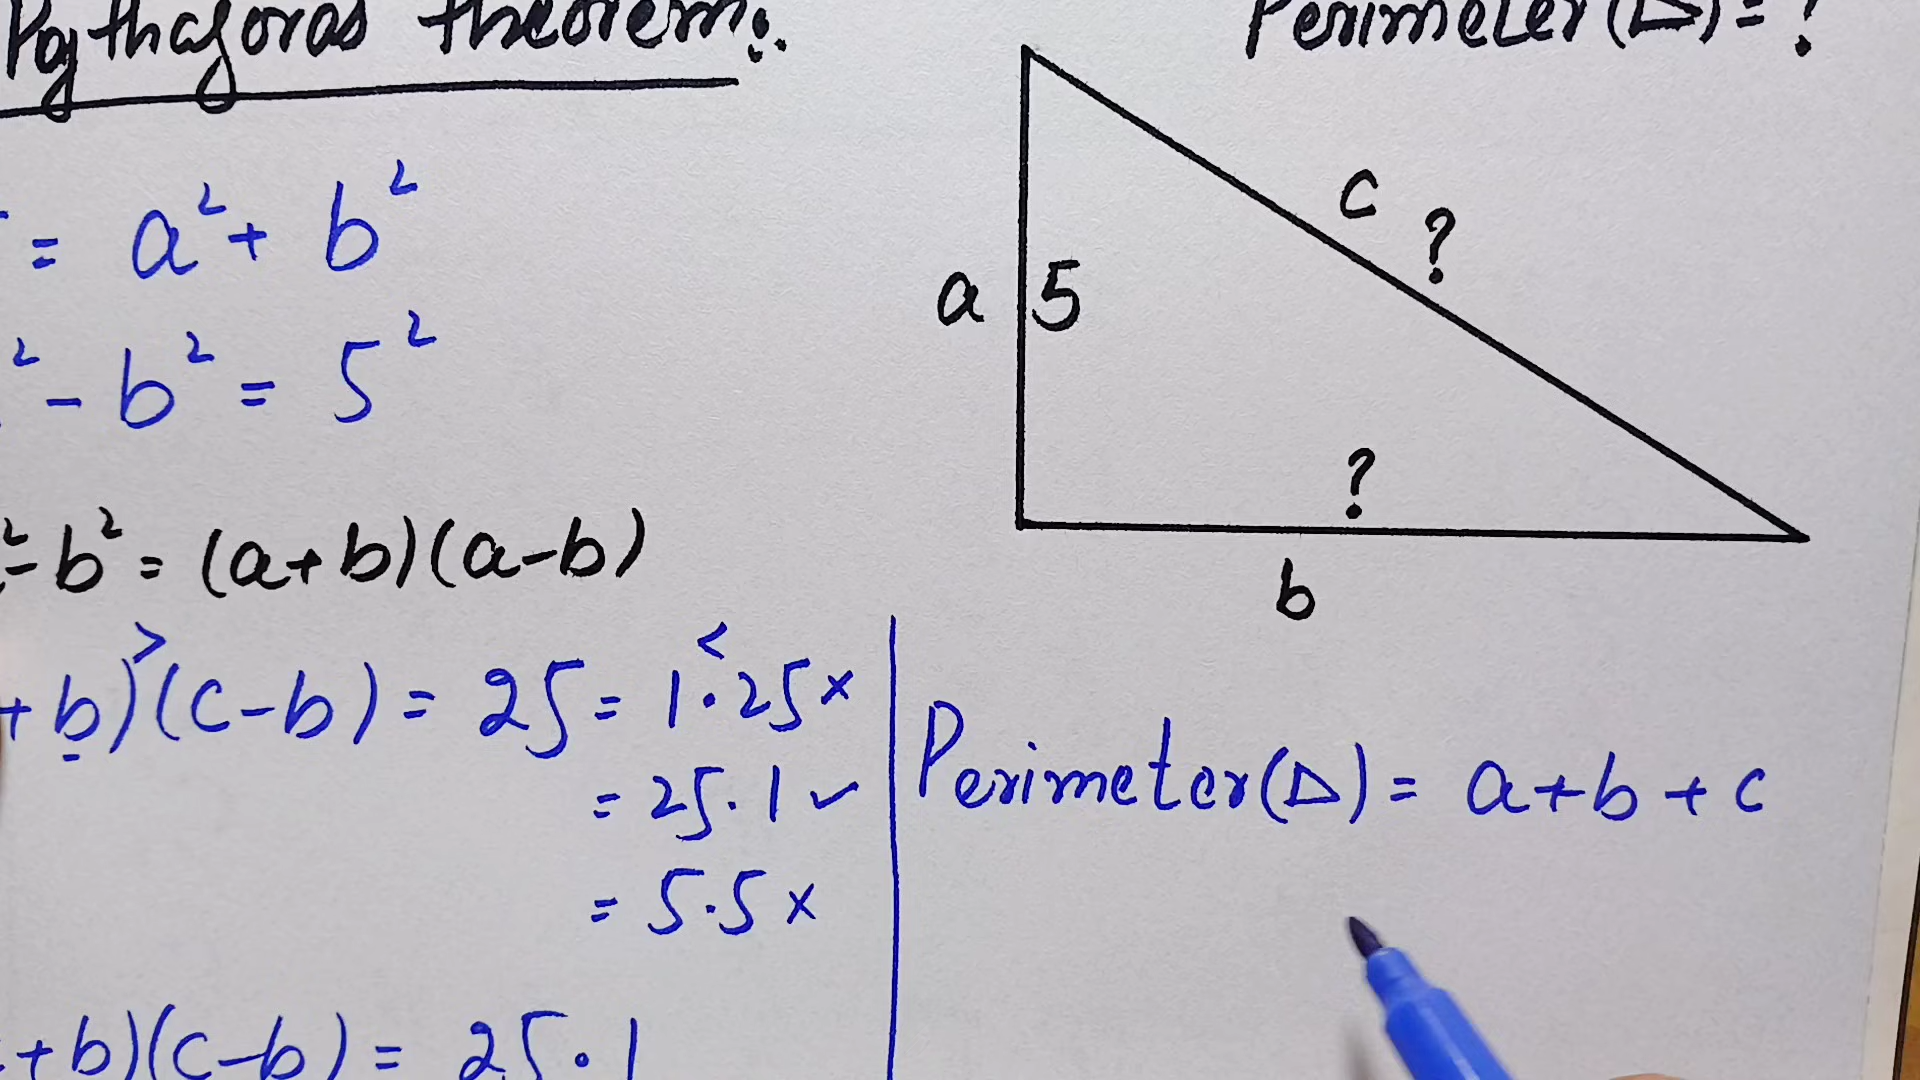 Pythagoras theorem:
= a² + b²
² - b² = 5²
² - b² = (a+b)(a-b)
> <
+ b)(c-b) = 25 = 1·25 ×
= 25·1 ✓
= 5·5 ×
+b)(c-b) = 25·1
Perimeter(△) = ?
c ?
a 5
?
b
Perimeter(△) = a+b+c